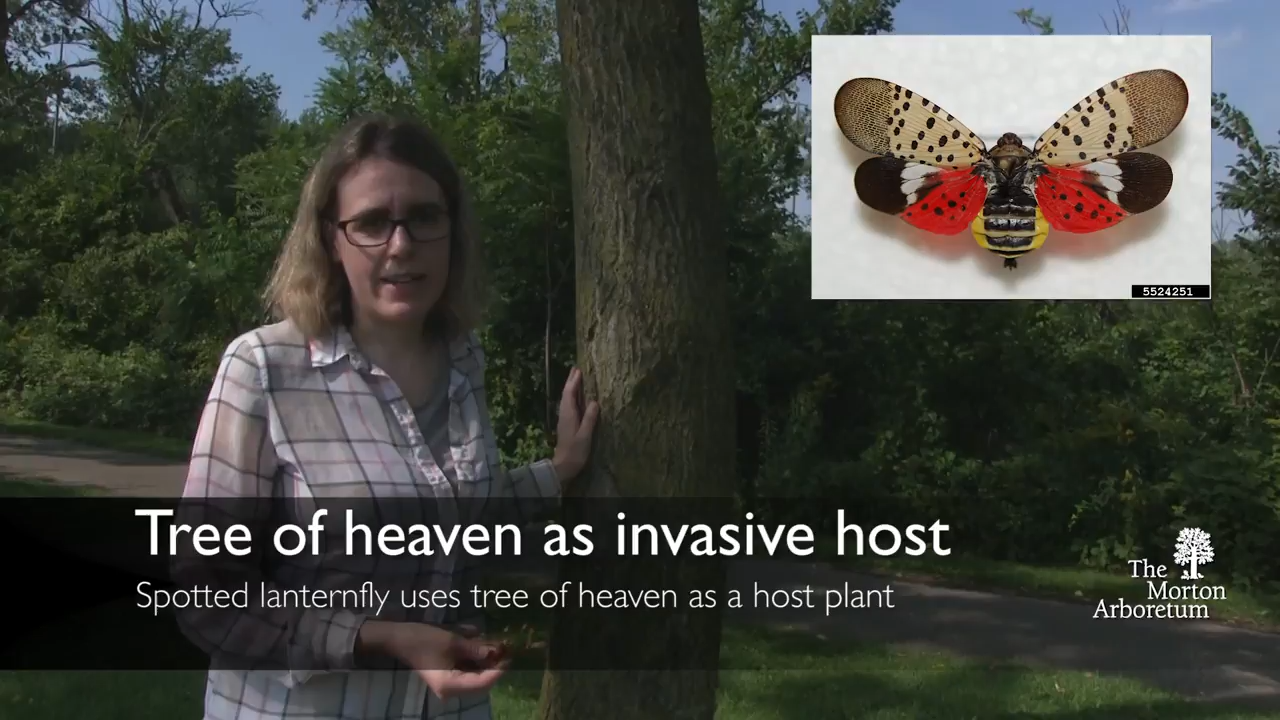 5524251
Tree of heaven as invasive host
Spotted lanternfly uses tree of heaven as a host plant
The
Morton
Arboretum